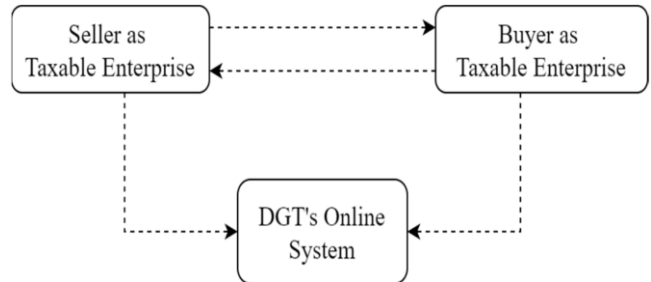 Seller as
Taxable Enterprise
Buyer as
Taxable Enterprise
DGT's Online
System